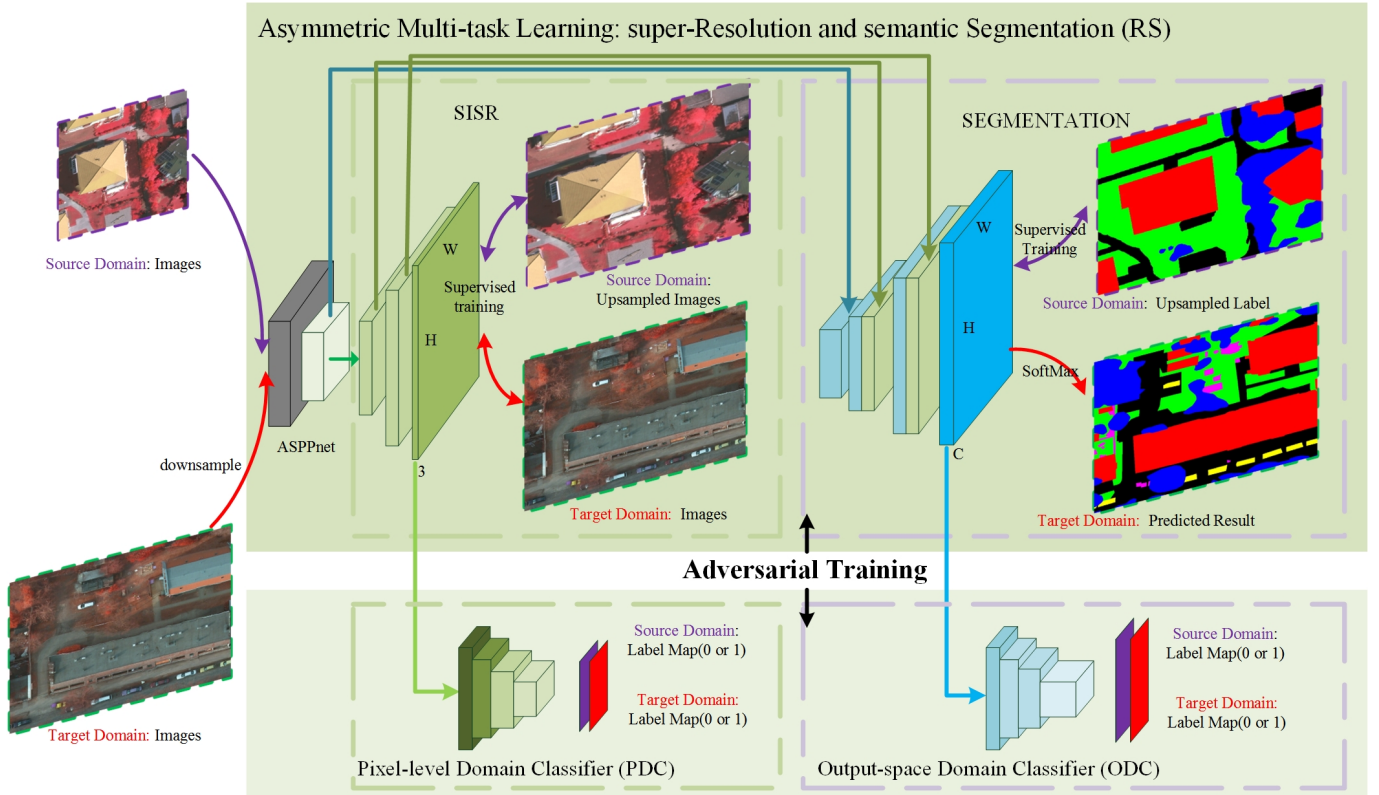 Asymmetric Multi-task Learning: super-Resolution and semantic Segmentation (RS)
SISR
SEGMENTATION
Source Domain: Images
W
H
Supervised
training
Source Domain:
Upsampled Images
W
H
Supervised
Training
Source Domain: Upsampled Label
SoftMax
ASPPnet
downsample
3
C
Target Domain: Images
Target Domain: Predicted Result
Adversarial Training
Target Domain: Images
Source Domain:
Label Map(0 or 1)
Target Domain:
Label Map(0 or 1)
Source Domain:
Label Map(0 or 1)
Target Domain:
Label Map(0 or 1)
Pixel-level Domain Classifier (PDC)
Output-space Domain Classifier (ODC)